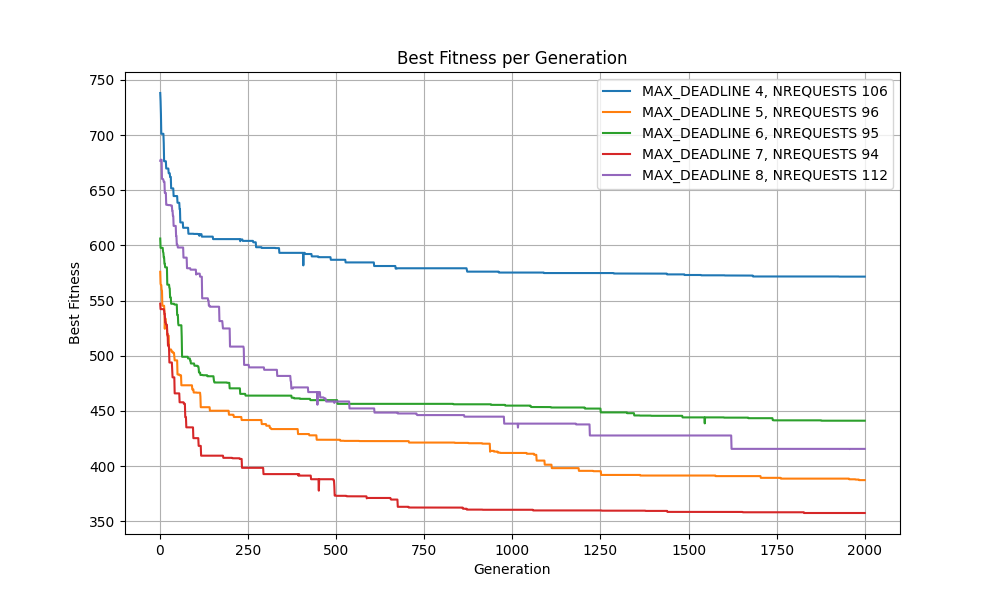 Best Fitness per Generation
MAX_DEADLINE 4, NREQUESTS 106
MAX_DEADLINE 5, NREQUESTS 96
MAX_DEADLINE 6, NREQUESTS 95
MAX_DEADLINE 7, NREQUESTS 94
MAX_DEADLINE 8, NREQUESTS 112
Best Fitness
750
700
650
600
550
500
450
400
350
0 250 500 750 1000 1250 1500 1750 2000
Generation